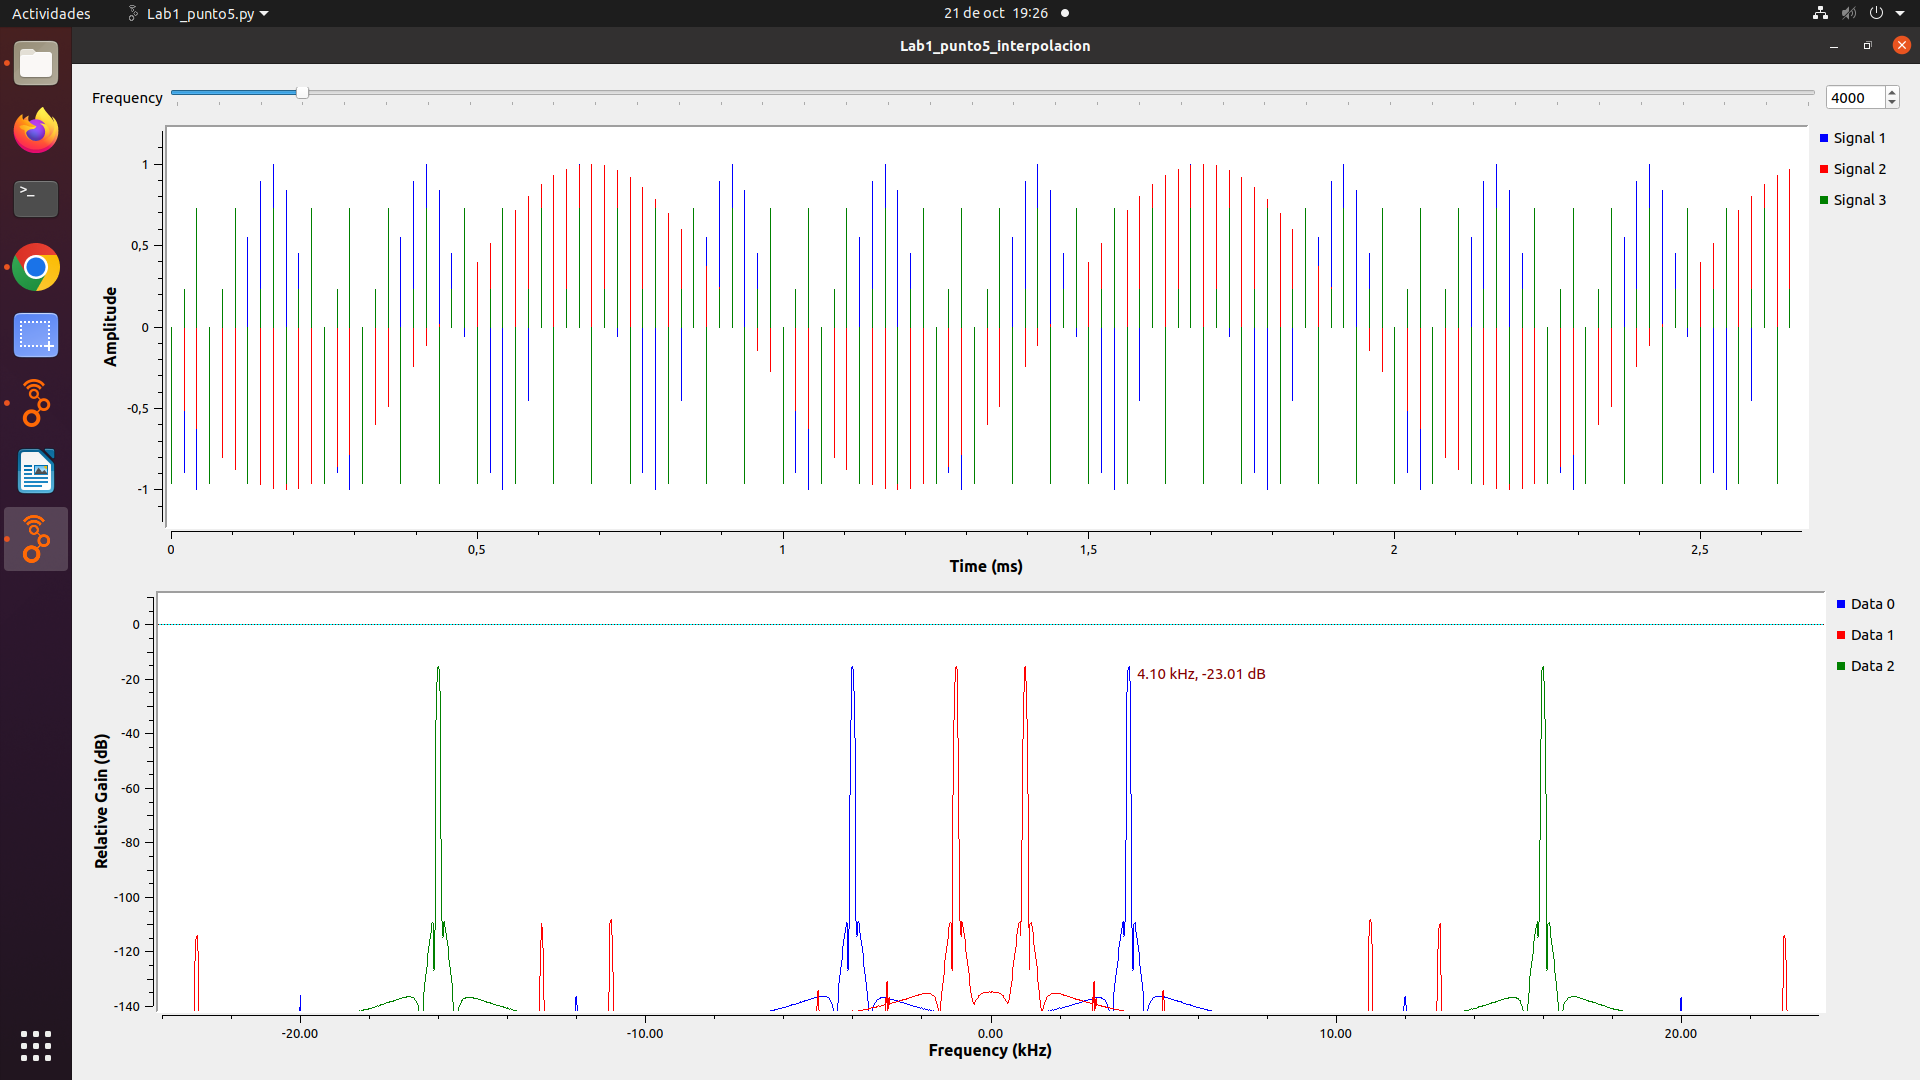 Actividades
Lab1_punto5.py
21 de oct 19:26
Lab1_punto5_interpolacion
Frequency
4000
Signal 1
Signal 2
Signal 3
Amplitude
1
0,5
0
-0,5
-1
0
0,5
1
1,5
2
2,5
Time (ms)
Data 0
Data 1
Data 2
4.10 kHz, -23.01 dB
Relative Gain (dB)
0
-20
-40
-60
-80
-100
-120
-140
-20.00
-10.00
0.00
10.00
20.00
Frequency (kHz)